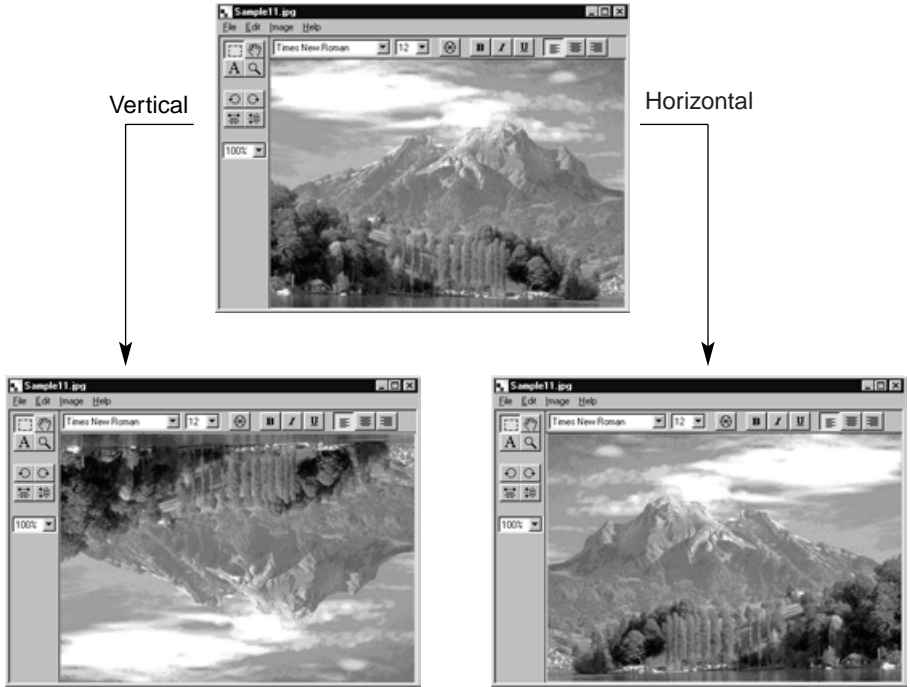 Sample11.jpg
File Edit Image Help
Times New Roman 12 B I U
A
100%
Vertical
Horizontal
Sample11.jpg
File Edit Image Help
Times New Roman 12 B I U
A
100%
Sample11.jpg
File Edit Image Help
Times New Roman 12 B I U
A
100%